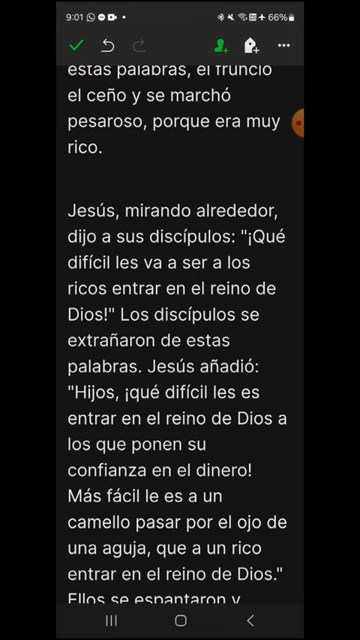 9:01
66%
estas palabras, él frunció
el ceño y se marchó
pesaroso, porque era muy
rico.
Jesús, mirando alrededor,
dijo a sus discípulos: "¡Qué
difícil les va a ser a los
ricos entrar en el reino de
Dios!" Los discípulos se
extrañaron de estas
palabras. Jesús añadió:
"Hijos, ¡qué difícil les es
entrar en el reino de Dios a
los que ponen su
confianza en el dinero!
Más fácil le es a un
camello pasar por el ojo de
una aguja, que a un rico
entrar en el reino de Dios."
Ellos se espantaron y